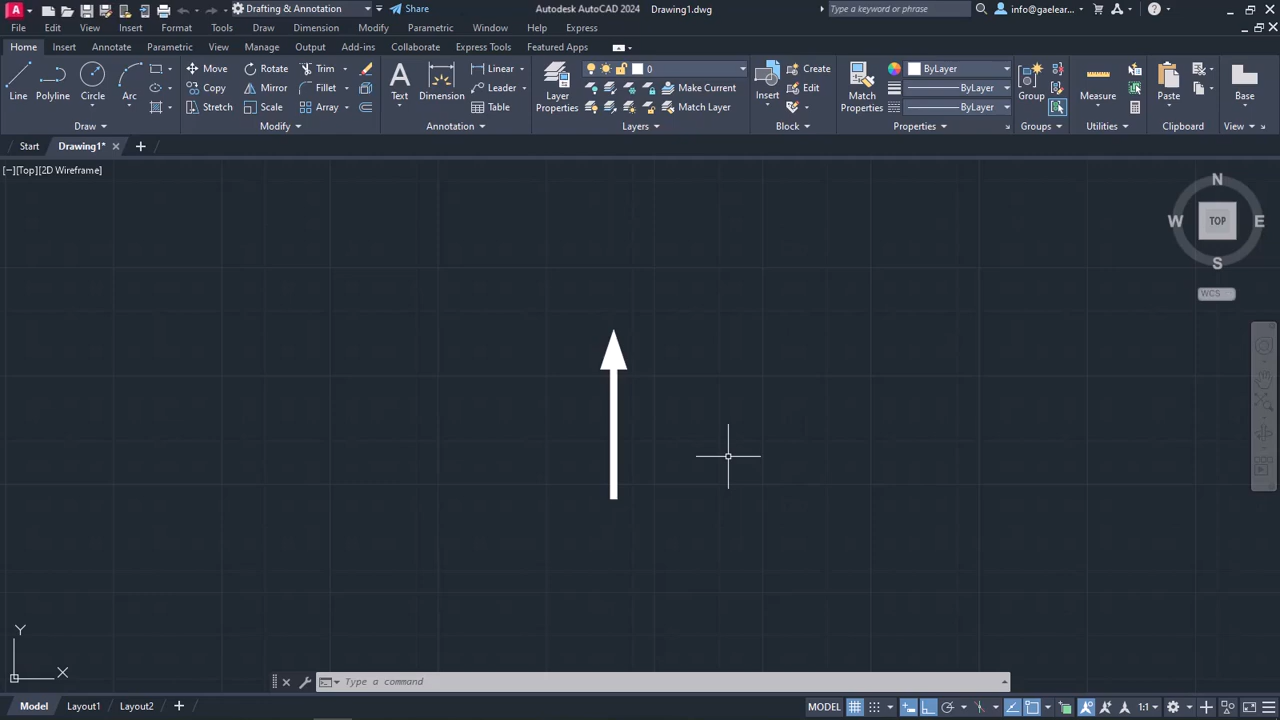 Drafting & Annotation Share Autodesk AutoCAD 2024 Drawing1.dwg Type a keyword or phrase info@gaelear...
File Edit View Insert Format Tools Draw Dimension Modify Parametric Window Help Express
Home Insert Annotate Parametric View Manage Output Add-ins Collaborate Express Tools Featured Apps
Line Polyline Circle Arc
Move Rotate Trim
Copy Mirror Fillet
Stretch Scale Array
Text Dimension
Linear
Leader
Table
Layer Properties
0
Make Current
Match Layer
Insert
Create
Edit
Match Properties
ByLayer
ByLayer
ByLayer
Group
Measure
Paste
Base
Draw Modify Annotation Layers Block Properties Groups Utilities Clipboard View
Start Drawing1*
[−][Top][2D Wireframe]
N
W TOP E
S
WCS
Y
X
Type a command
Model Layout1 Layout2 MODEL 1:1